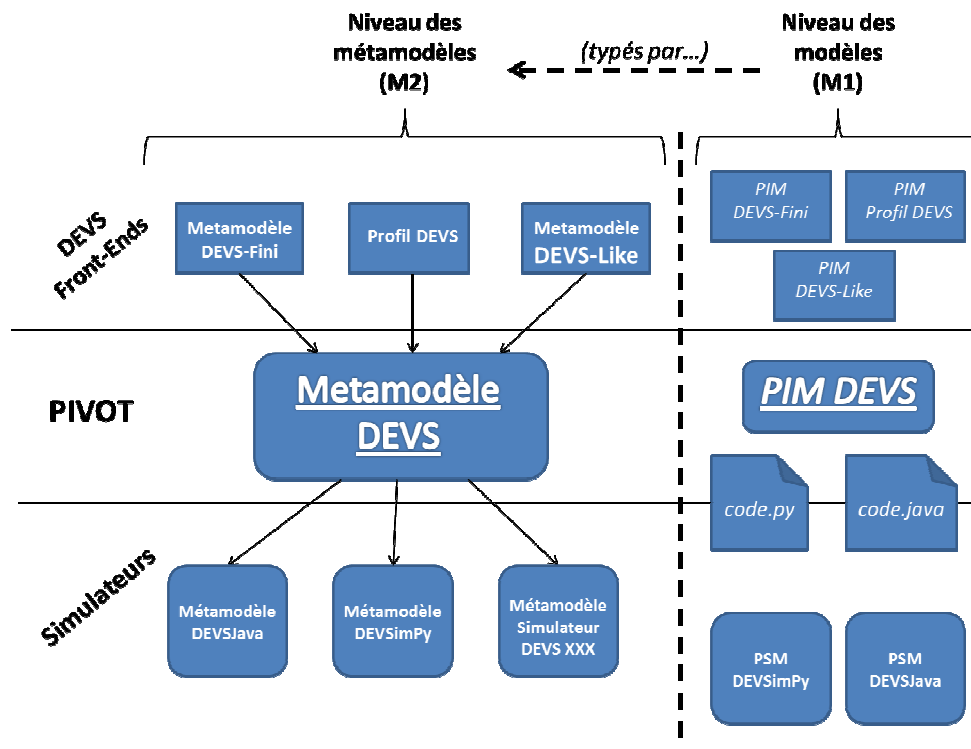 Niveau des
métamodèles
(M2)
(typés par...)
Niveau des
modèles
(M1)
DEVS
Front-Ends
Metamodèle
DEVS-Fini
Profil DEVS
Metamodèle
DEVS-Like
PIM
DEVS-Fini
PIM
Profil DEVS
PIM
DEVS-Like
PIVOT
Metamodèle
DEVS
PIM DEVS
code.py
code.java
Simulateurs
Métamodèle
DEVSJava
Métamodèle
DEVSimPy
Métamodèle
Simulateur
DEVS XXX
PSM
DEVSimPy
PSM
DEVSJava